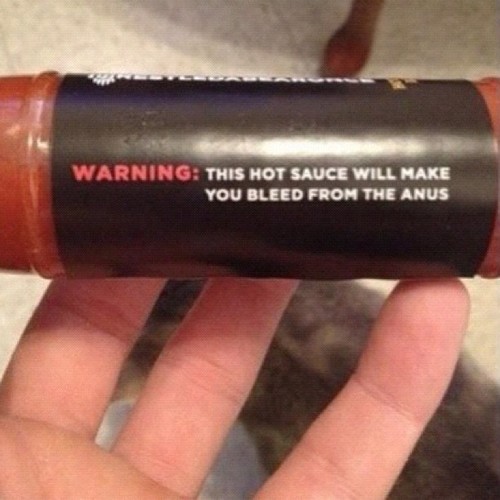 WARNING: THIS HOT SAUCE WILL MAKE
YOU BLEED FROM THE ANUS